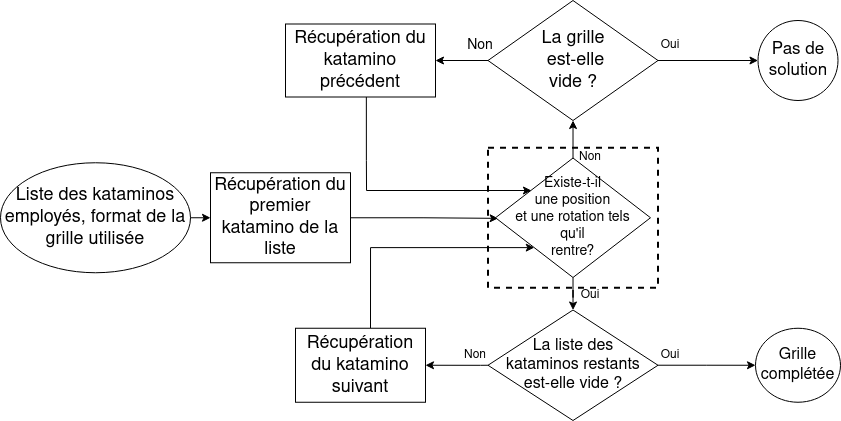 Récupération du
katamino
précédent
Non
La grille
est-elle
vide ?
Oui
Pas de
solution
Liste des kataminos
employés, format de la
grille utilisée
Récupération du
premier
katamino de la
liste
Non
Existe-t-il
une position
et une rotation tels
qu'il
rentre?
Oui
Récupération
du katamino
suivant
Non
La liste des
kataminos restants
est-elle vide ?
Oui
Grille
complétée